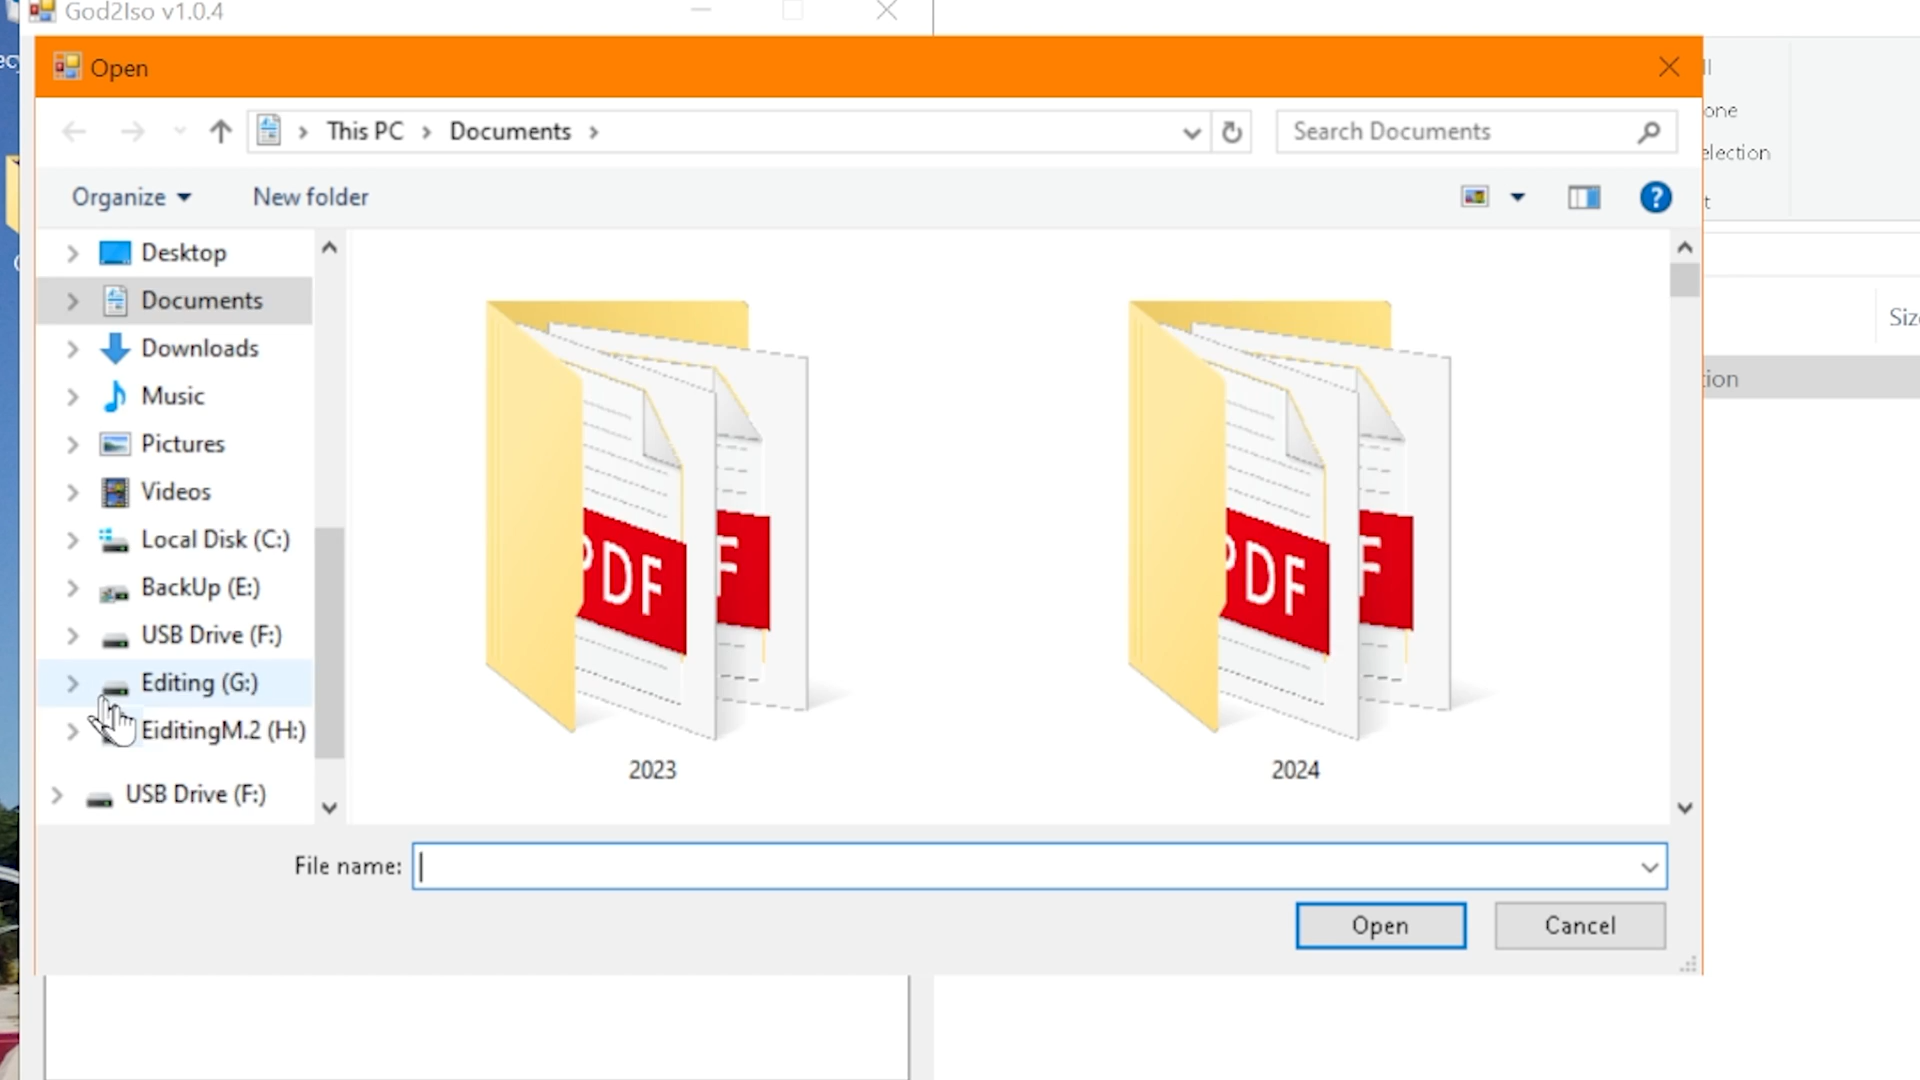 God2Iso v1.0.4
Open
This PC
Documents
Search Documents
Organize
New folder
Desktop
Documents
Downloads
Music
Pictures
Videos
Local Disk (C:)
BackUp (E:)
USB Drive (F:)
Editing (G:)
EiditingM.2 (H:)
USB Drive (F:)
PDF
F
2023
PDF
F
2024
File name:
Open
Cancel
one
election
Siz
tion